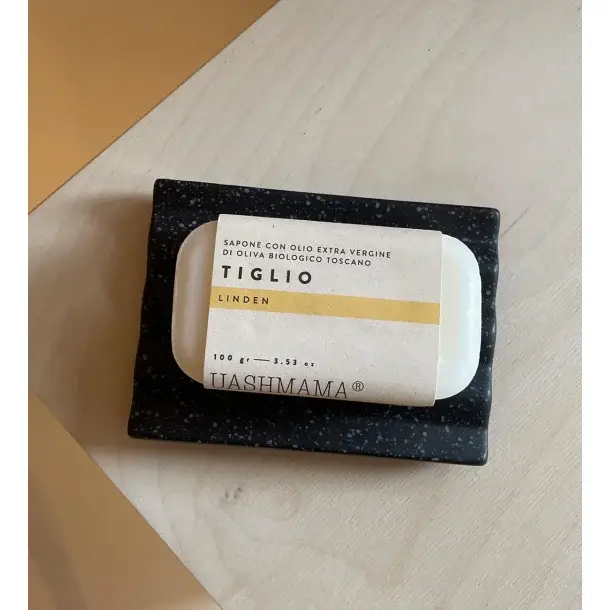 SAPONE CON OLIO EXTRA VERGINE
DI OLIVA BIOLOGICO TOSCANO
TIGLIO
LINDEN
100 gr — 3.53 oz
UASHMAMA®